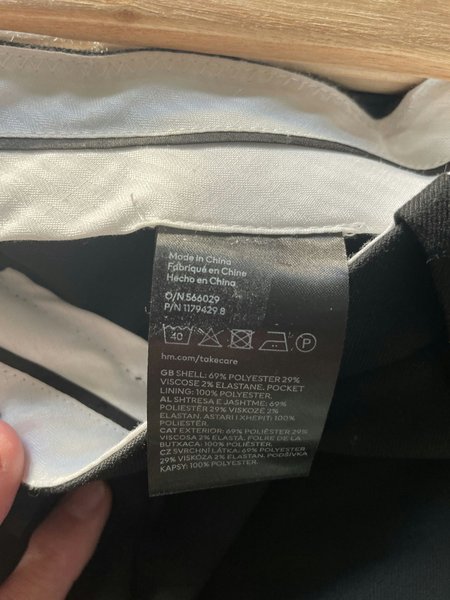 Made in China
Fabriqué en Chine
Hecho en China
O/N 566029
P/N 1179429.8
40 P
hm.com/takecare
GB SHELL: 69% POLYESTER 29%
VISCOSE 2% ELASTANE. POCKET
LINING: 100% POLYESTER.
AL SHTRESA E JASHTME: 69%
POLIESTËR 29% VISKOZË 2%
ELASTAN. ASTARI I XHEPIT: 100%
POLIESTËR.
CAT EXTERIOR: 69% POLIÈSTER 29%
VISCOSA 2% ELASTÀ. FOLRE DE LA
BUTXACA: 100% POLIÈSTER.
CZ SVRCHNÍ LÁTKA: 69% POLYESTER
29% VISKÓZA 2% ELASTAN. PODŠÍVKA
KAPSY: 100% POLYESTER.